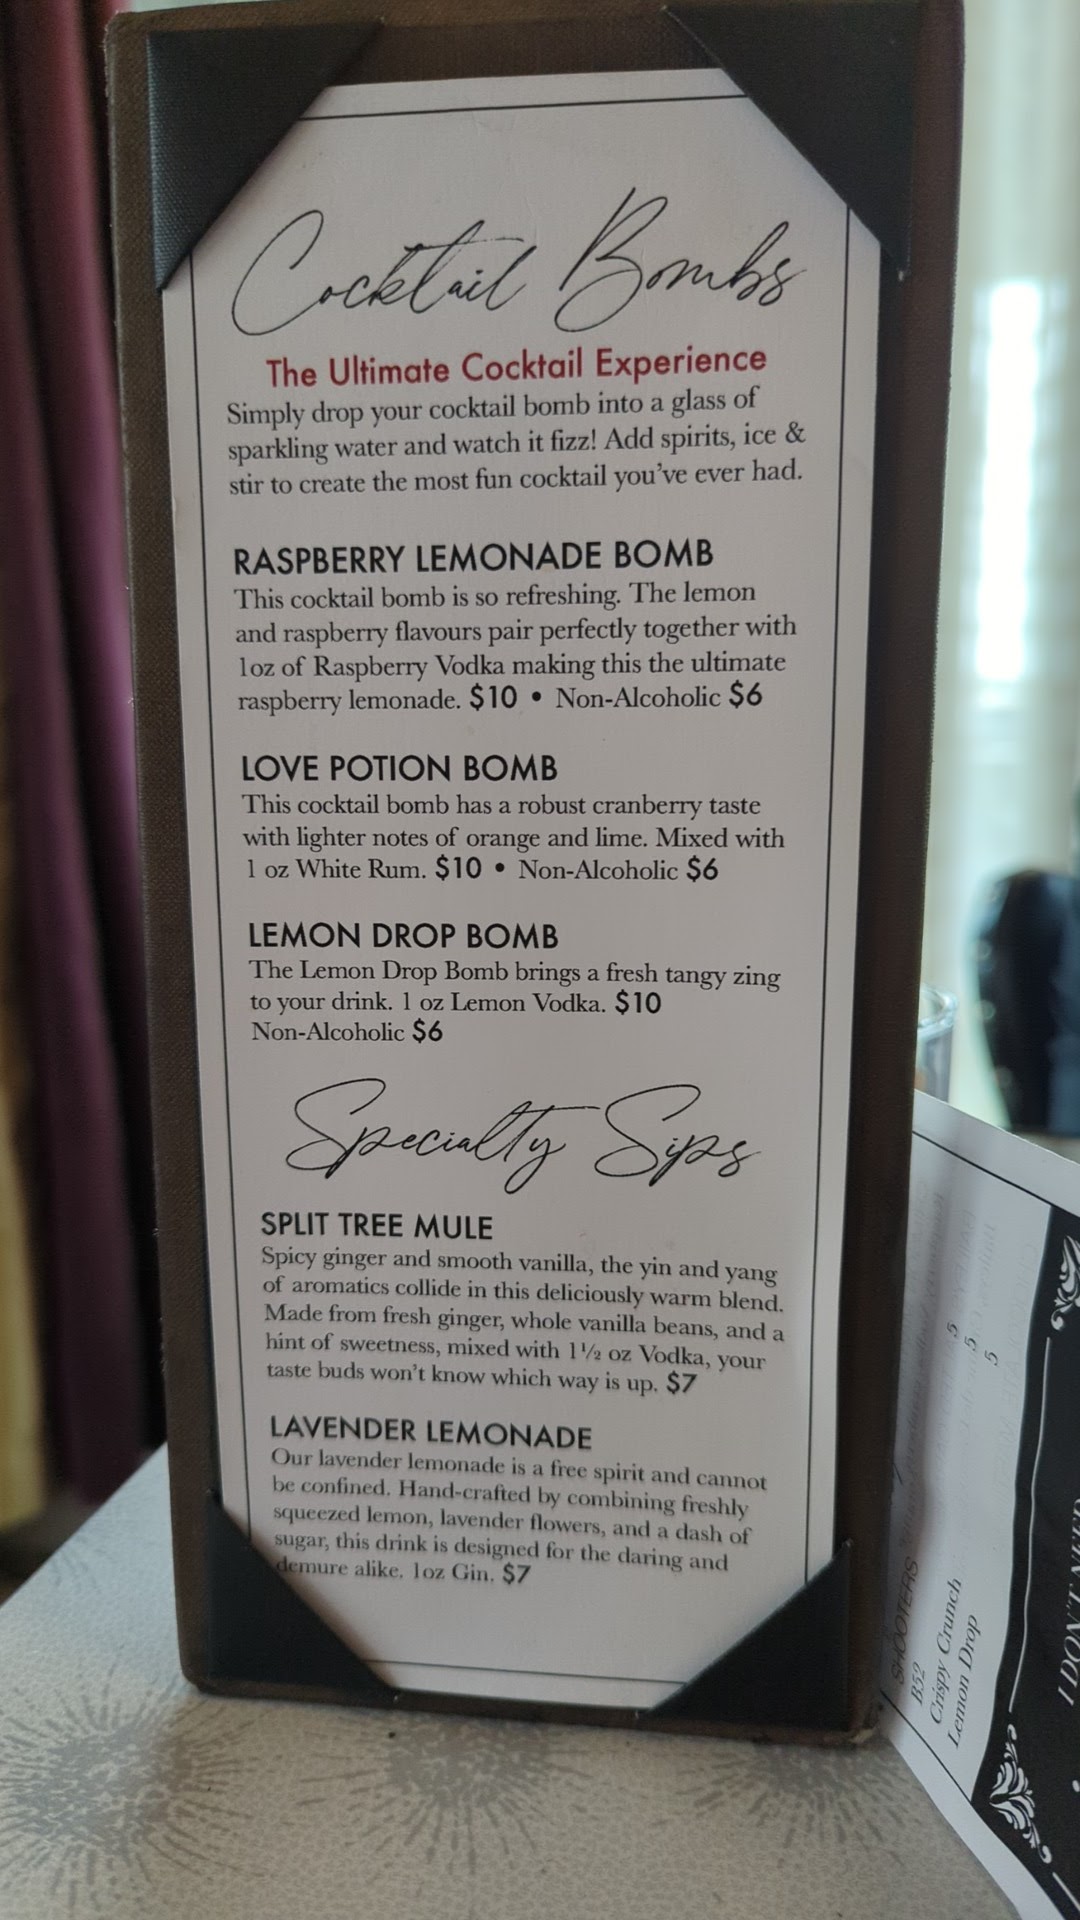 Cocktail Bombs
The Ultimate Cocktail Experience
Simply drop your cocktail bomb into a glass of
sparkling water and watch it fizz! Add spirits, ice &
stir to create the most fun cocktail you've ever had.
RASPBERRY LEMONADE BOMB
This cocktail bomb is so refreshing. The lemon
and raspberry flavours pair perfectly together with
1oz of Raspberry Vodka making this the ultimate
raspberry lemonade. $10 • Non-Alcoholic $6
LOVE POTION BOMB
This cocktail bomb has a robust cranberry taste
with lighter notes of orange and lime. Mixed with
1 oz White Rum. $10 • Non-Alcoholic $6
LEMON DROP BOMB
The Lemon Drop Bomb brings a fresh tangy zing
to your drink. 1 oz Lemon Vodka. $10
Non-Alcoholic $6
Specialty Sips
SPLIT TREE MULE
Spicy ginger and smooth vanilla, the yin and yang
of aromatics collide in this deliciously warm blend.
Made from fresh ginger, whole vanilla beans, and a
hint of sweetness, mixed with 1½ oz Vodka, your
taste buds won't know which way is up. $7
LAVENDER LEMONADE
Our lavender lemonade is a free spirit and cannot
be confined. Hand-crafted by combining freshly
squeezed lemon, lavender flowers, and a dash of
sugar, this drink is designed for the daring and
demure alike. 1oz Gin. $7
SHOOTERS
B52 5
Crispy Crunch 5
Lemon Drop 5
I DON'T NEED